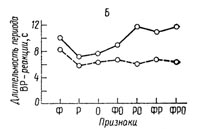 Б
Длительность периода
ВР-реакции, с
12
8
4
0
Ф Р О ФО РО ФР ФРО
Признаки